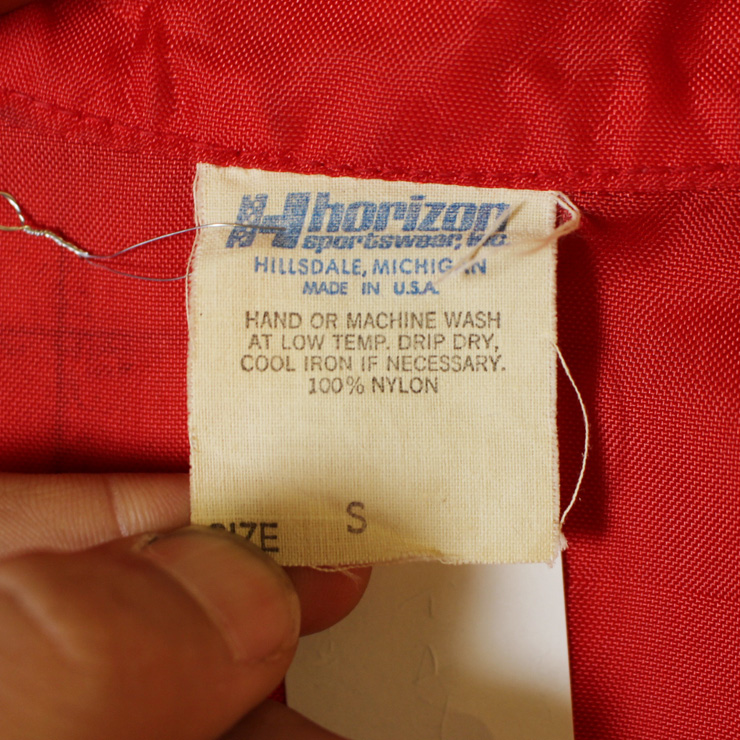 H horizon
sportswear, inc.
HILLSDALE, MICHIGAN
MADE IN U.S.A.
HAND OR MACHINE WASH
AT LOW TEMP. DRIP DRY,
COOL IRON IF NECESSARY.
100% NYLON
SIZE S